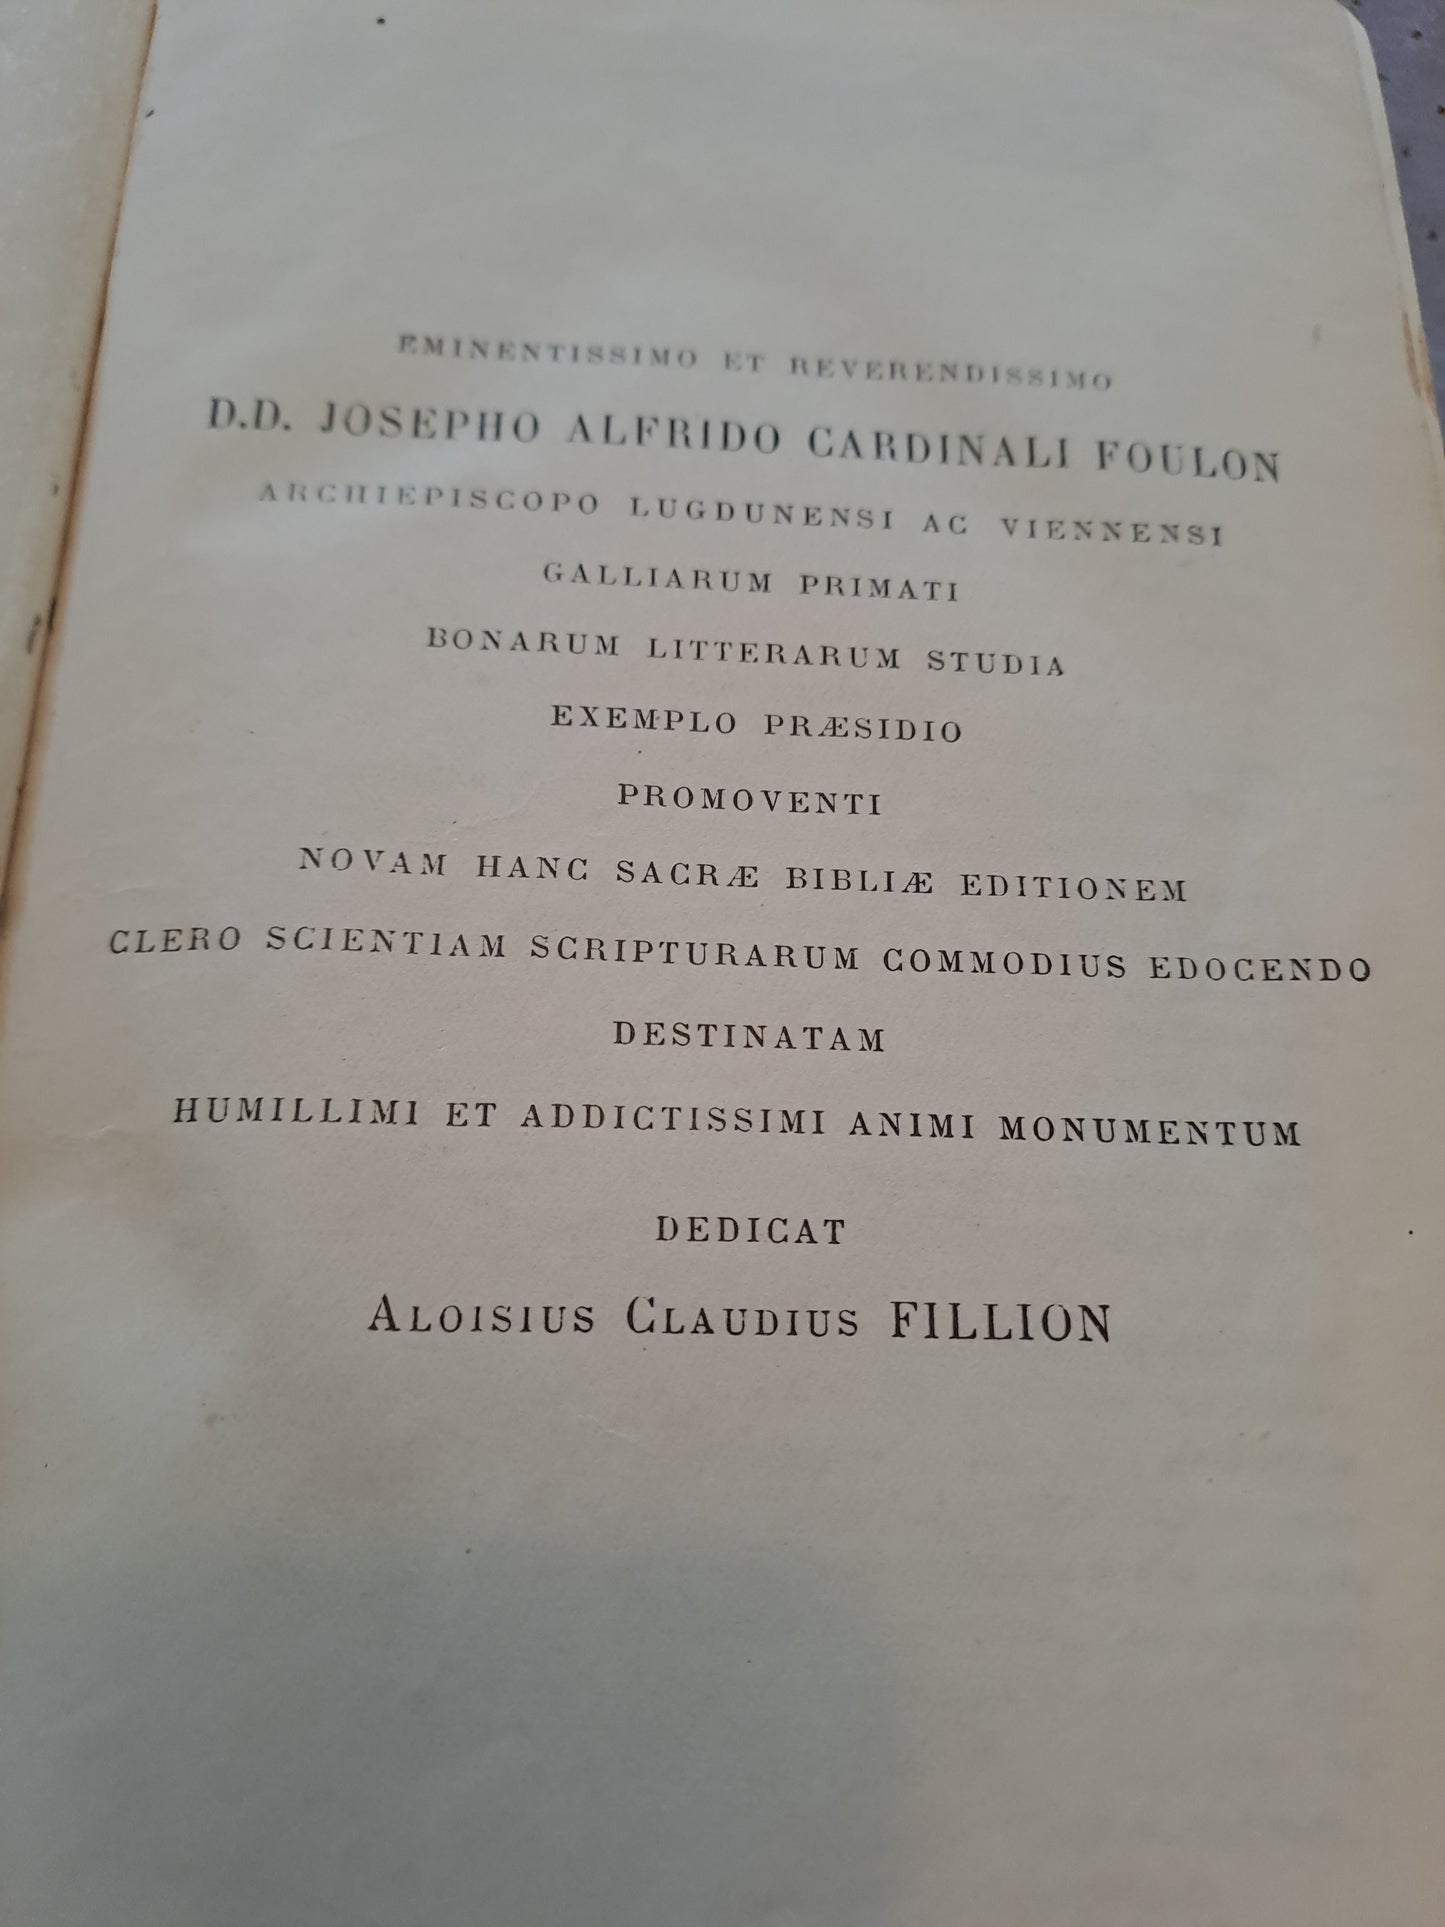 EMINENTISSIMO ET REVERENDISSIMO
D.D. JOSEPHO ALFRIDO CARDINALI FOULON
ARCHIEPISCOPO LUGDUNENSI AC VIENNENSI
GALLIARUM PRIMATI
BONARUM LITTERARUM STUDIA
EXEMPLO PRÆSIDIO
PROMOVENTI
NOVAM HANC SACRÆ BIBLIÆ EDITIONEM
CLERO SCIENTIAM SCRIPTURARUM COMMODIUS EDOCENDO
DESTINATAM
HUMILLIMI ET ADDICTISSIMI ANIMI MONUMENTUM
DEDICAT
ALOISIUS CLAUDIUS FILLION